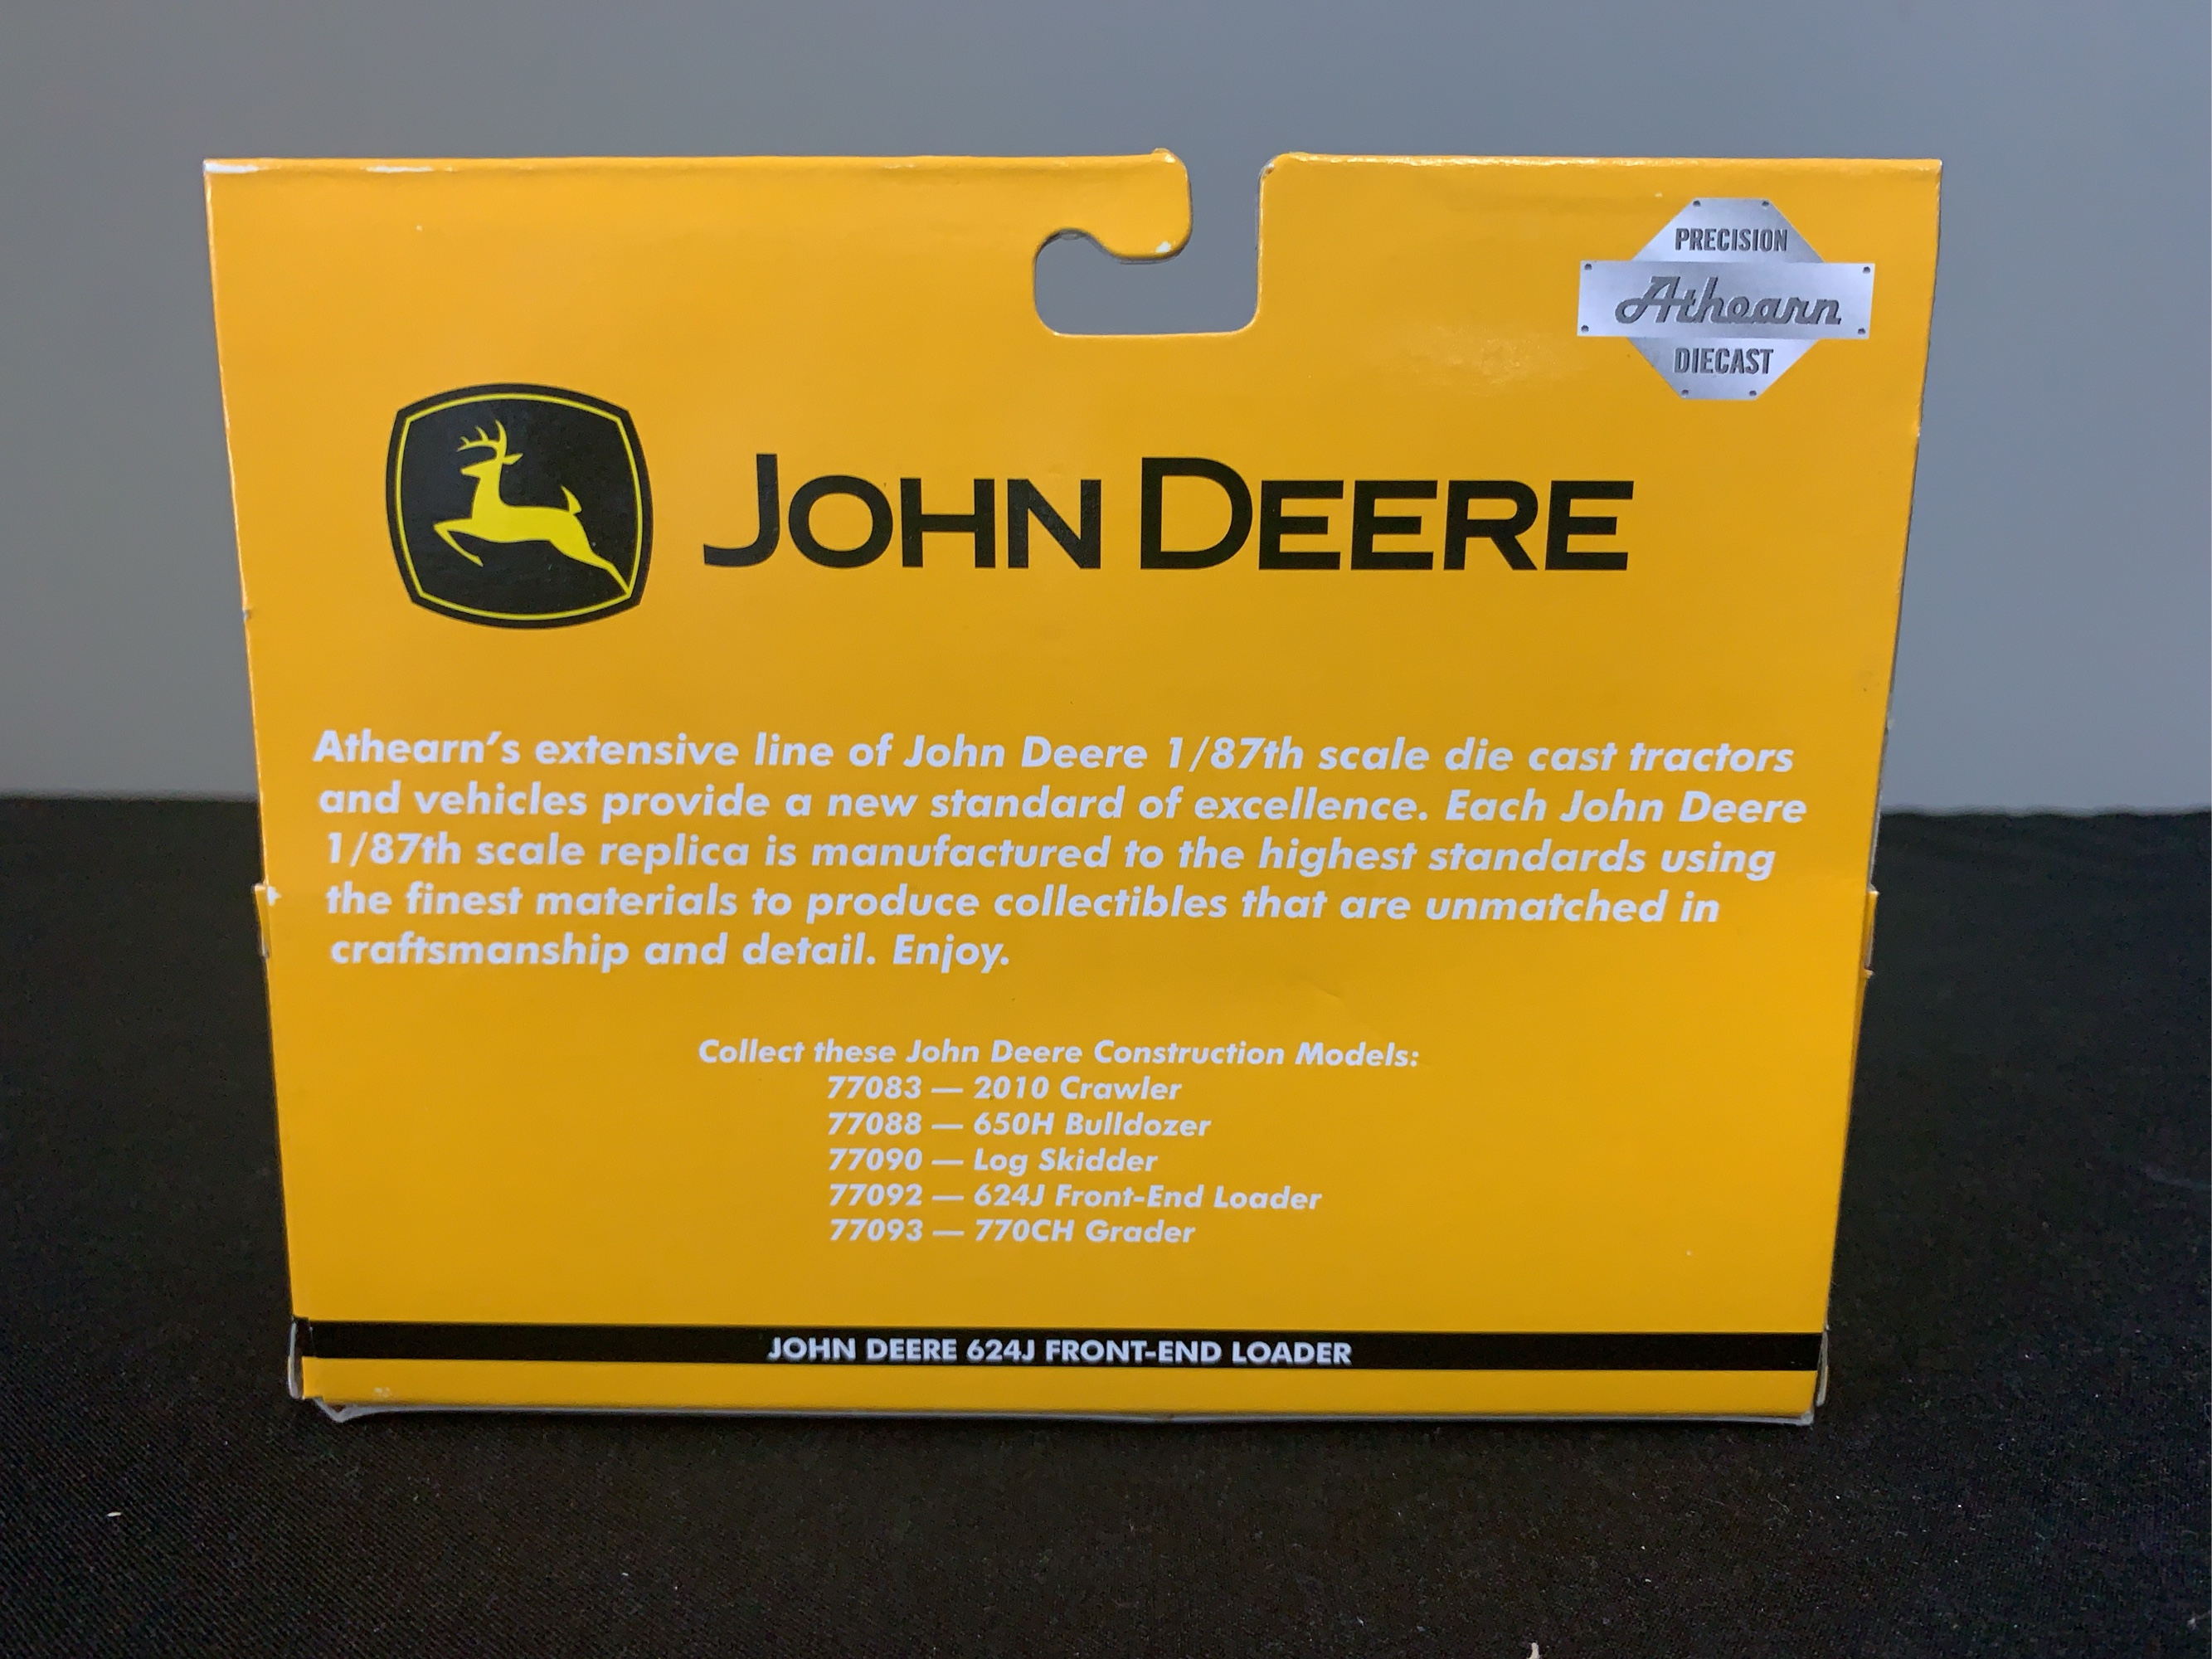 PRECISION
Athearn
DIECAST
JOHN DEERE
Athearn's extensive line of John Deere 1/87th scale die cast tractors
and vehicles provide a new standard of excellence. Each John Deere
1/87th scale replica is manufactured to the highest standards using
the finest materials to produce collectibles that are unmatched in
craftsmanship and detail. Enjoy.
Collect these John Deere Construction Models:
77083 — 2010 Crawler
77088 — 650H Bulldozer
77090 — Log Skidder
77092 — 624J Front-End Loader
77093 — 770CH Grader
JOHN DEERE 624J FRONT-END LOADER